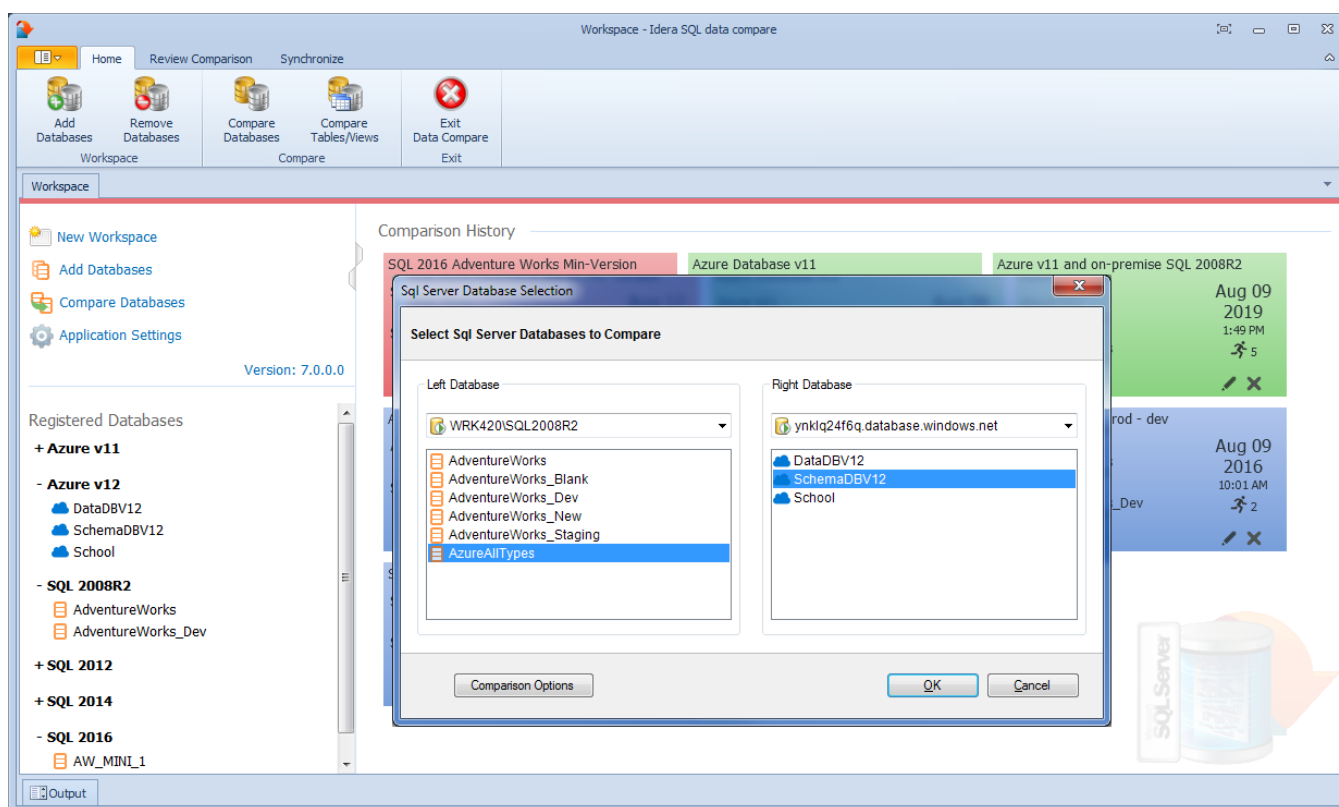 Workspace - Idera SQL data compare
Home Review Comparison Synchronize
Add Databases
Remove Databases
Compare Databases
Compare Tables/Views
Exit Data Compare
Workspace
Compare
Exit
Workspace
New Workspace
Add Databases
Compare Databases
Application Settings
Version: 7.0.0.0
Registered Databases
+ Azure v11
- Azure v12
DataDBV12
SchemaDBV12
School
- SQL 2008R2
AdventureWorks
AdventureWorks_Dev
+ SQL 2012
+ SQL 2014
- SQL 2016
AW_MINI_1
Comparison History
SQL 2016 Adventure Works Min-Version
Azure Database v11
Azure v11 and on-premise SQL 2008R2
Aug 09
2019
1:49 PM
5
rod - dev
Aug 09
2016
10:01 AM
_Dev
2
Sql Server Database Selection
Select Sql Server Databases to Compare
Left Database
WRK420\SQL2008R2
AdventureWorks
AdventureWorks_Blank
AdventureWorks_Dev
AdventureWorks_New
AdventureWorks_Staging
AzureAllTypes
Right Database
ynklq24f6q.database.windows.net
DataDBV12
SchemaDBV12
School
Comparison Options
OK
Cancel
SQL Server
Output